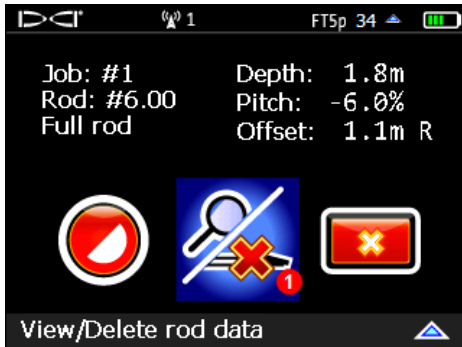 DCI 1 FT5p 34
Job: #1
Rod: #6.00
Full rod
Depth: 1.8m
Pitch: -6.0%
Offset: 1.1m R
1
View/Delete rod data